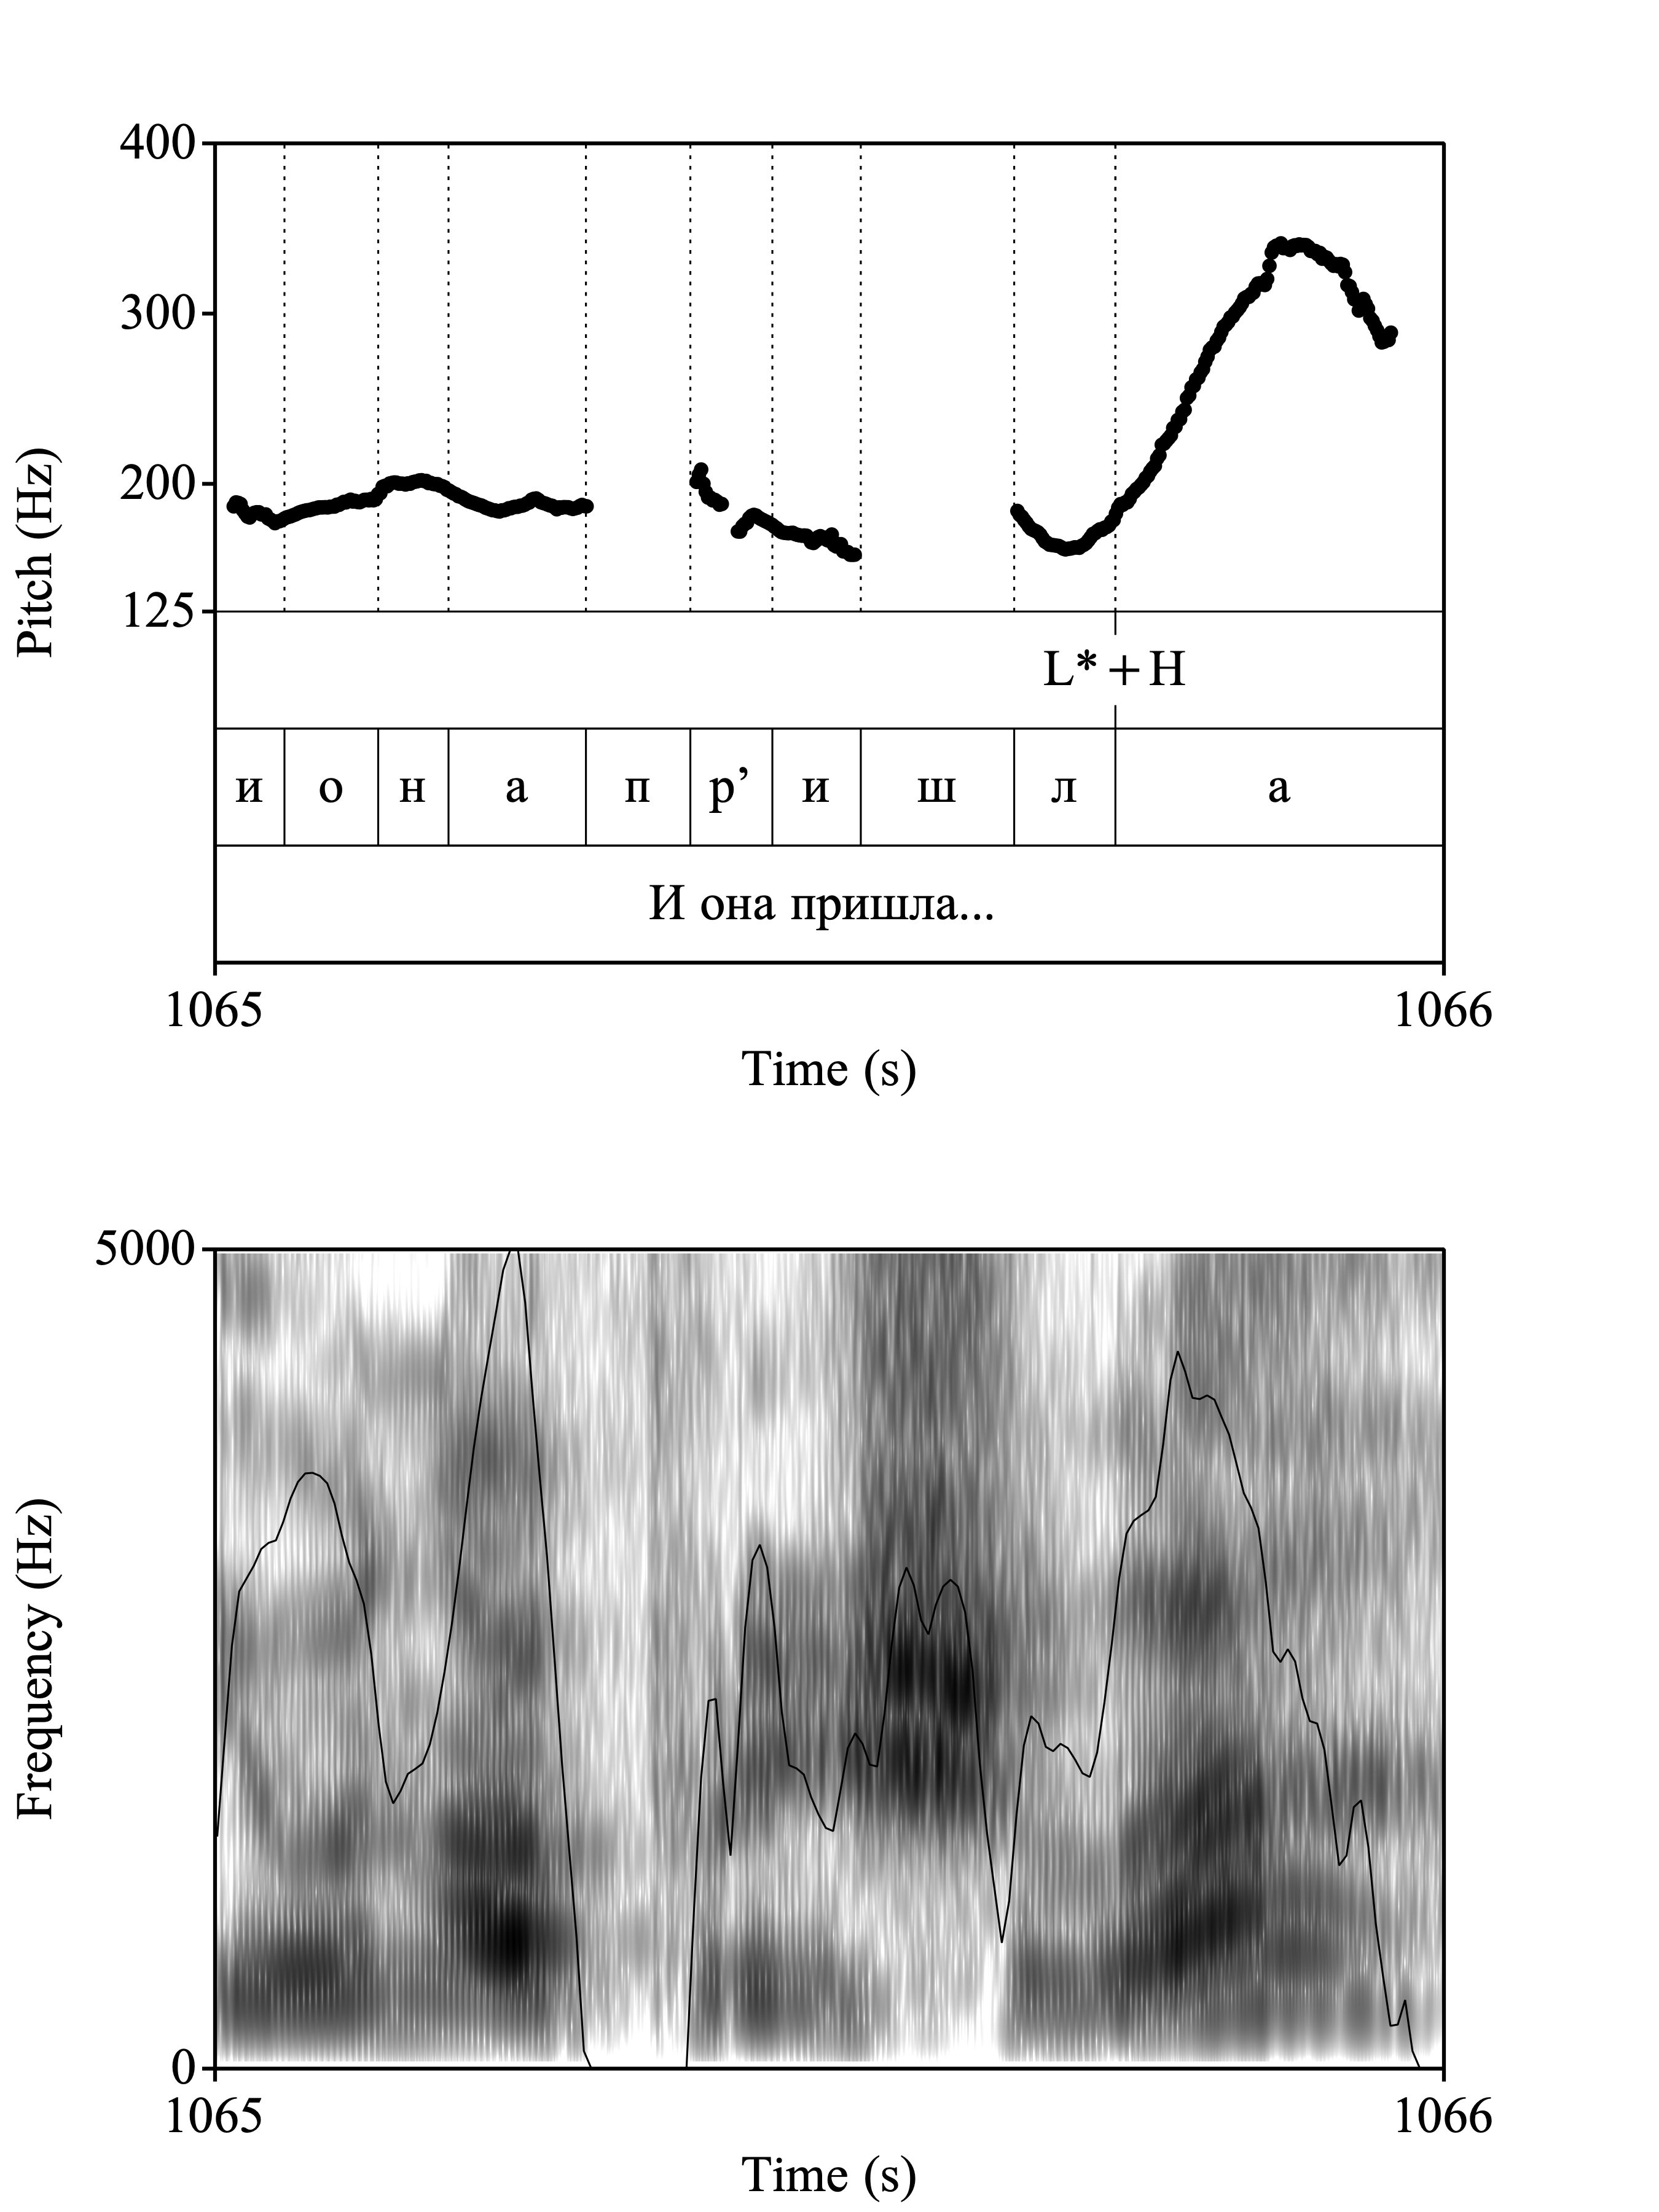 400
300
200
125
Pitch (Hz)
L* + H
и о н а п р’ и ш л а
И она пришла...
1065 1066
Time (s)
5000
Frequency (Hz)
0
1065 1066
Time (s)